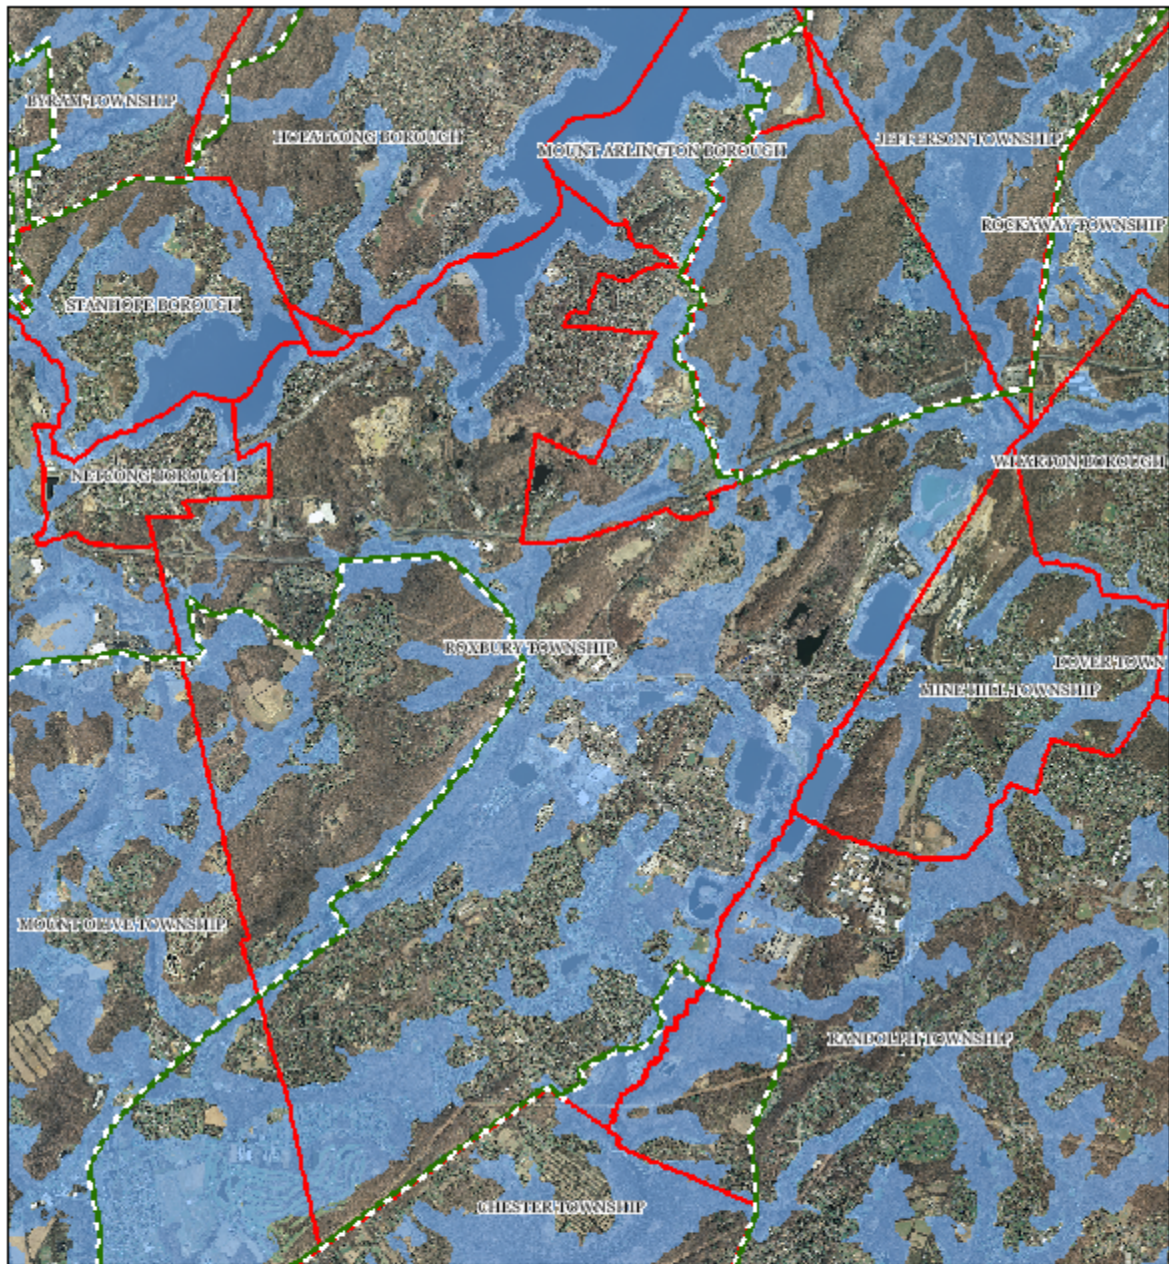 BYRAM TOWNSHIP
HOPATCONG BOROUGH
MOUNT ARLINGTON BOROUGH
JEFFERSON TOWNSHIP
ROCKAWAY TOWNSHIP
STANHOPE BOROUGH
NETCONG BOROUGH
WHARTON BOROUGH
ROXBURY TOWNSHIP
DOVER TOWN
MINE HILL TOWNSHIP
MOUNT OLIVE TOWNSHIP
RANDOLPH TOWNSHIP
CHESTER TOWNSHIP